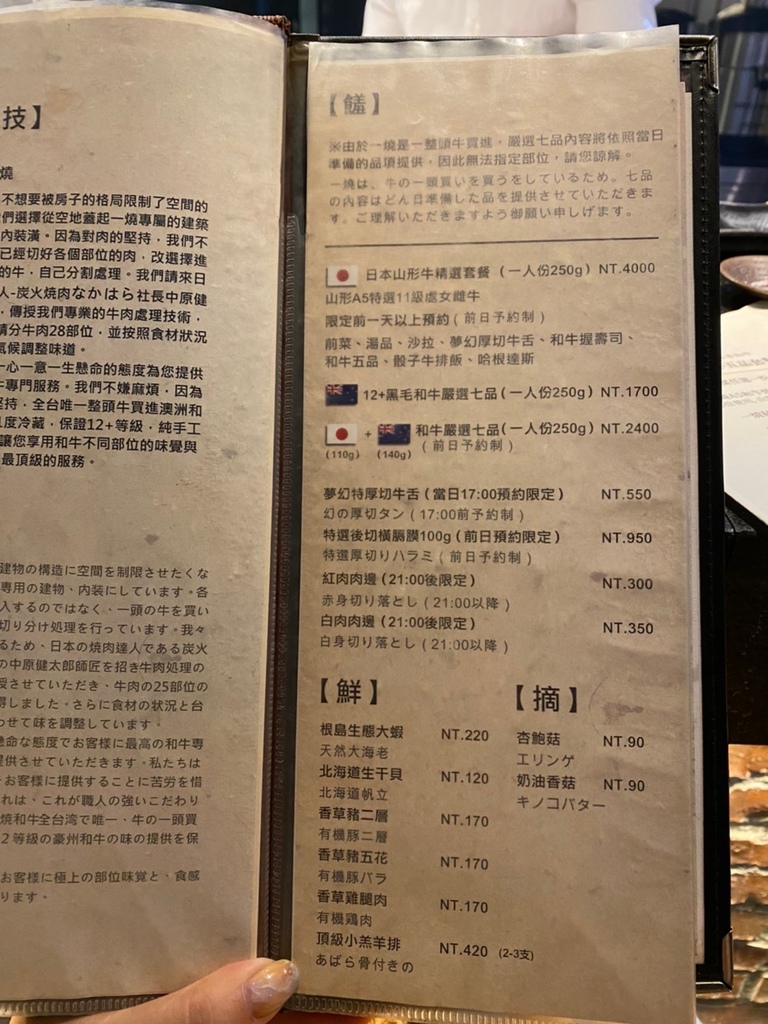 技】
燒
不想要被房子的格局限制了空間的
們選擇從空地蓋起一燒專屬的建築
內裝潢。因為對肉的堅持，我們不
已經切好各個部位的肉，改選擇進
的牛，自己分割處理。我們請來日
人-炭火燒肉なかはら社長中原健
，傳授我們專業的牛肉處理技術，
請分牛肉28部位，並按照食材狀況
氣候調整味道。
一心一意一生懸命的態度為您提供
牛專門服務。我們不嫌麻煩，因為
堅持，全台唯一整頭牛買進澳洲和
1度冷藏，保證12+等級，純手工
讓您享用和牛不同部位的味覺與
最頂級的服務。
建物の構造に空間を制限させたくな
専用の建物、内装にしています。各
入するのではなく、一頭の牛を買い
切り分け処理を行っています。我々
るため、日本の焼肉達人である炭火
の中原健太郎師匠を招き牛肉処理の
授させていただき、牛肉の25部位の
得しました。さらに食材の状況と台
わせて味を調整しています。
懸命な態度でお客様に最高の和牛専
提供させていただきます。私たちは
、お客様に提供することに苦労を惜
れは、これが職人の強いこだわり
燒和牛全台湾で唯一、牛の一頭買
２等級の豪州和牛の味の提供を保
お客様に極上の部位味覚と、食感
ります。
【饈】
※由於一燒是一整頭牛買進，嚴選七品內容將依照當日
準備的品項提供，因此無法指定部位，請您諒解。
一燒は、牛の一頭買いを買うをしているため。七品
の内容はどん日準備した品を提供させていただきま
す。ご理解いただきますよう御願い申しげます。
日本山形牛精選套餐（一人份250g）NT.4000
山形A5特選11級處女雌牛
限定前一天以上預約（前日予約制）
前菜、湯品、沙拉、夢幻厚切牛舌、和牛握壽司、
和牛五品、骰子牛排飯、哈根達斯
12+黑毛和牛嚴選七品（一人份250g）NT.1700
+ 和牛嚴選七品（一人份250g）NT.2400
(110g) (140g) （前日予約制）
夢幻特厚切牛舌（當日17:00預約限定） NT.550
幻の厚切タン（17:00前予約制）
特選後切橫膈膜100g（前日預約限定） NT.950
特選厚切りハラミ（前日予約制）
紅肉肉邊（21:00後限定） NT.300
赤身切り落とし（21:00以降）
白肉肉邊（21:00後限定） NT.350
白身切り落とし（21:00以降）
【鮮】
根島生態大蝦 NT.220
天然大海老
北海道生干貝 NT.120
北海道帆立
香草豬二層 NT.170
有機豚二層
香草豬五花 NT.170
有機豚バラ
香草雞腿肉 NT.170
有機鶏肉
頂級小羔羊排 NT.420 (2-3支)
あばら骨付きの
【摘】
杏鮑菇 NT.90
エリンゲ
奶油香菇 NT.90
キノコバター